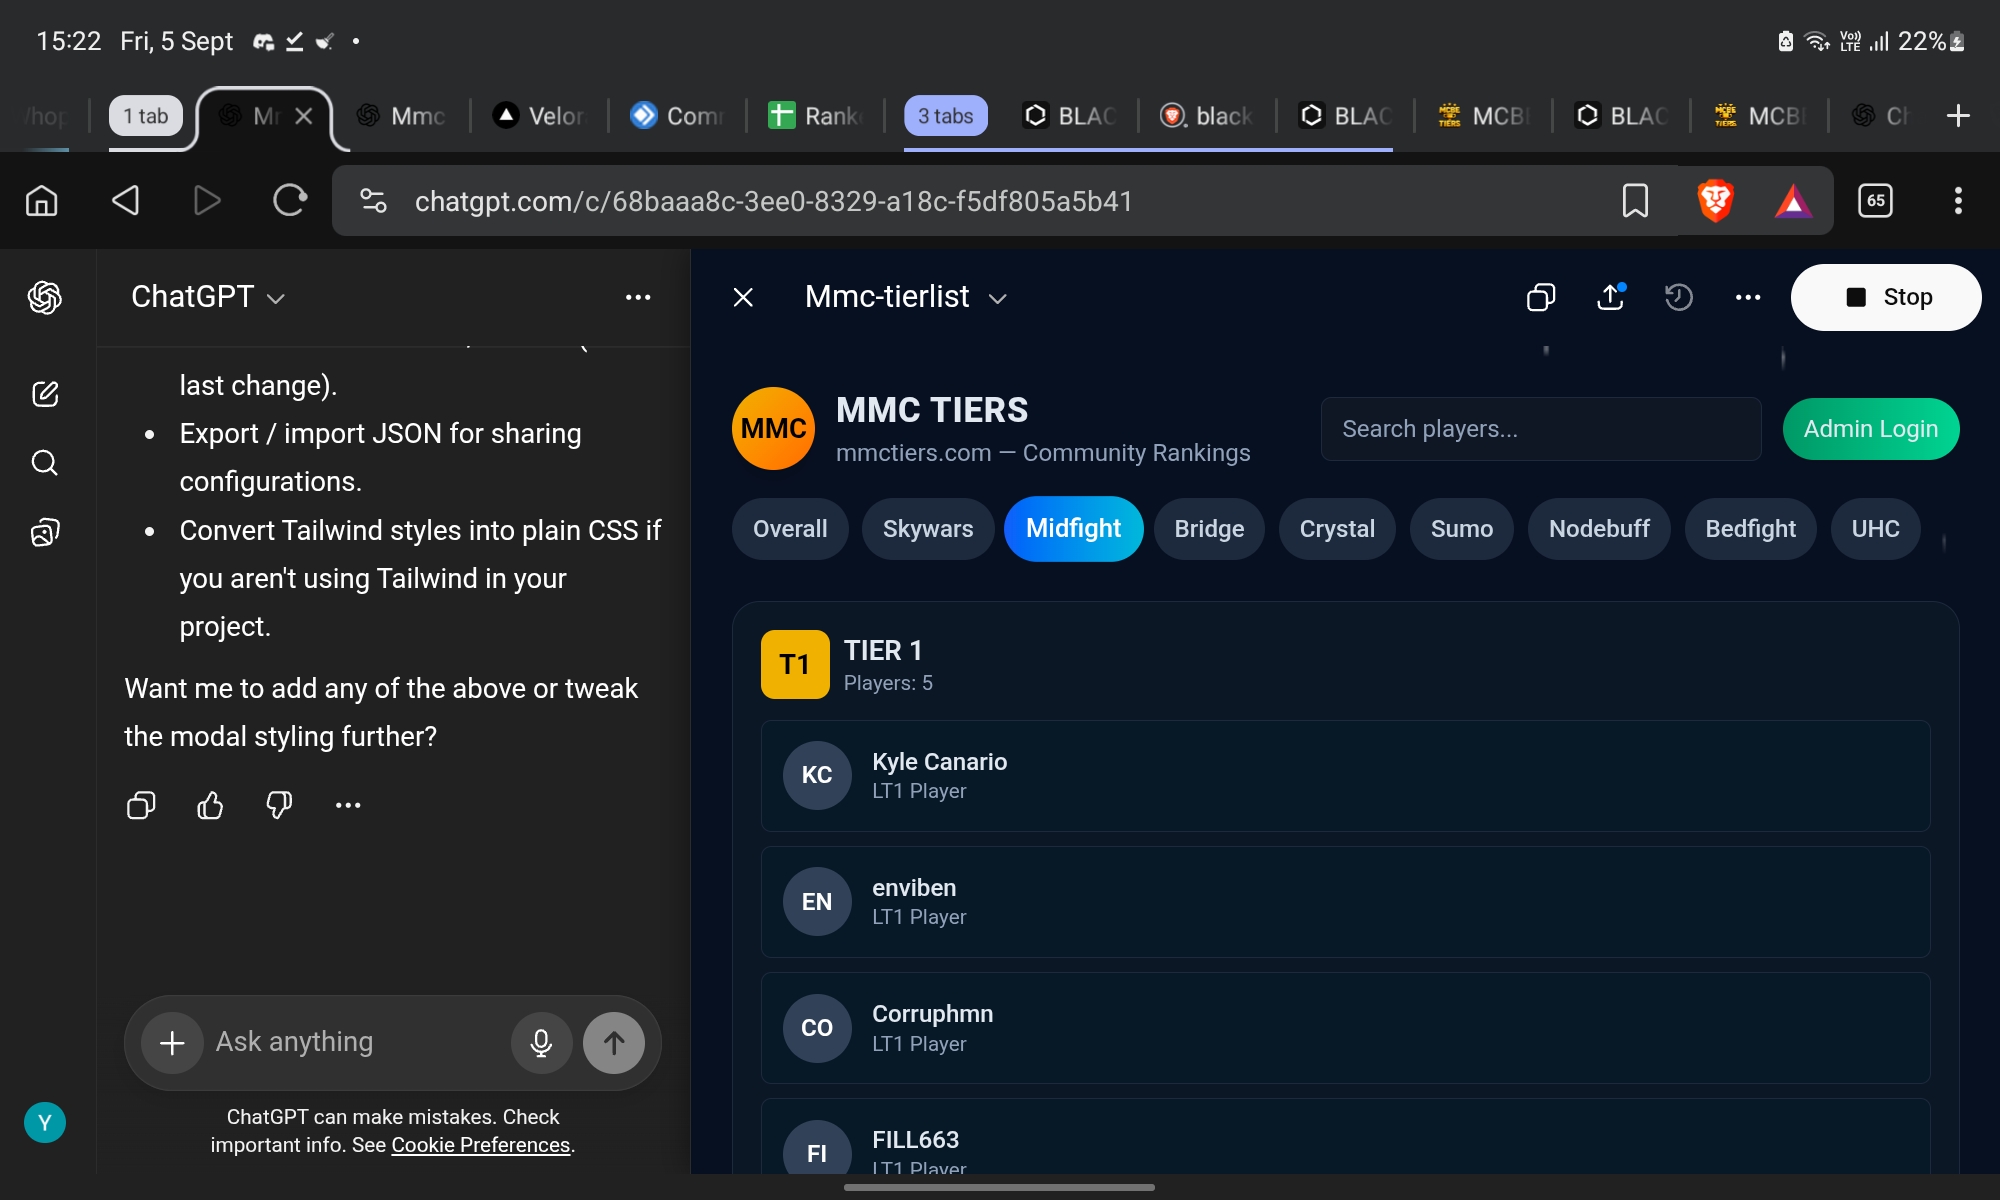 15:22 Fri, 5 Sept
Vo)) LTE 22%
1 tab
Mmc
Velor
Com
Rank
3 tabs
BLAC
black
BLAC
MCB
BLAC
MCB
chatgpt.com/c/68baaa8c-3ee0-8329-a18c-f5df805a5b41
65
ChatGPT
last change).
• Export / import JSON for sharing
configurations.
• Convert Tailwind styles into plain CSS if
you aren't using Tailwind in your
project.
Want me to add any of the above or tweak
the modal styling further?
Ask anything
ChatGPT can make mistakes. Check
important info. See Cookie Preferences.
Y
Mmc-tierlist
Stop
MMC
MMC TIERS
mmctiers.com — Community Rankings
Search players...
Admin Login
Overall
Skywars
Midfight
Bridge
Crystal
Sumo
Nodebuff
Bedfight
UHC
T1
TIER 1
Players: 5
KC
Kyle Canario
LT1 Player
EN
enviben
LT1 Player
CO
Corruphmn
LT1 Player
FI
FILL663
LT1 Player